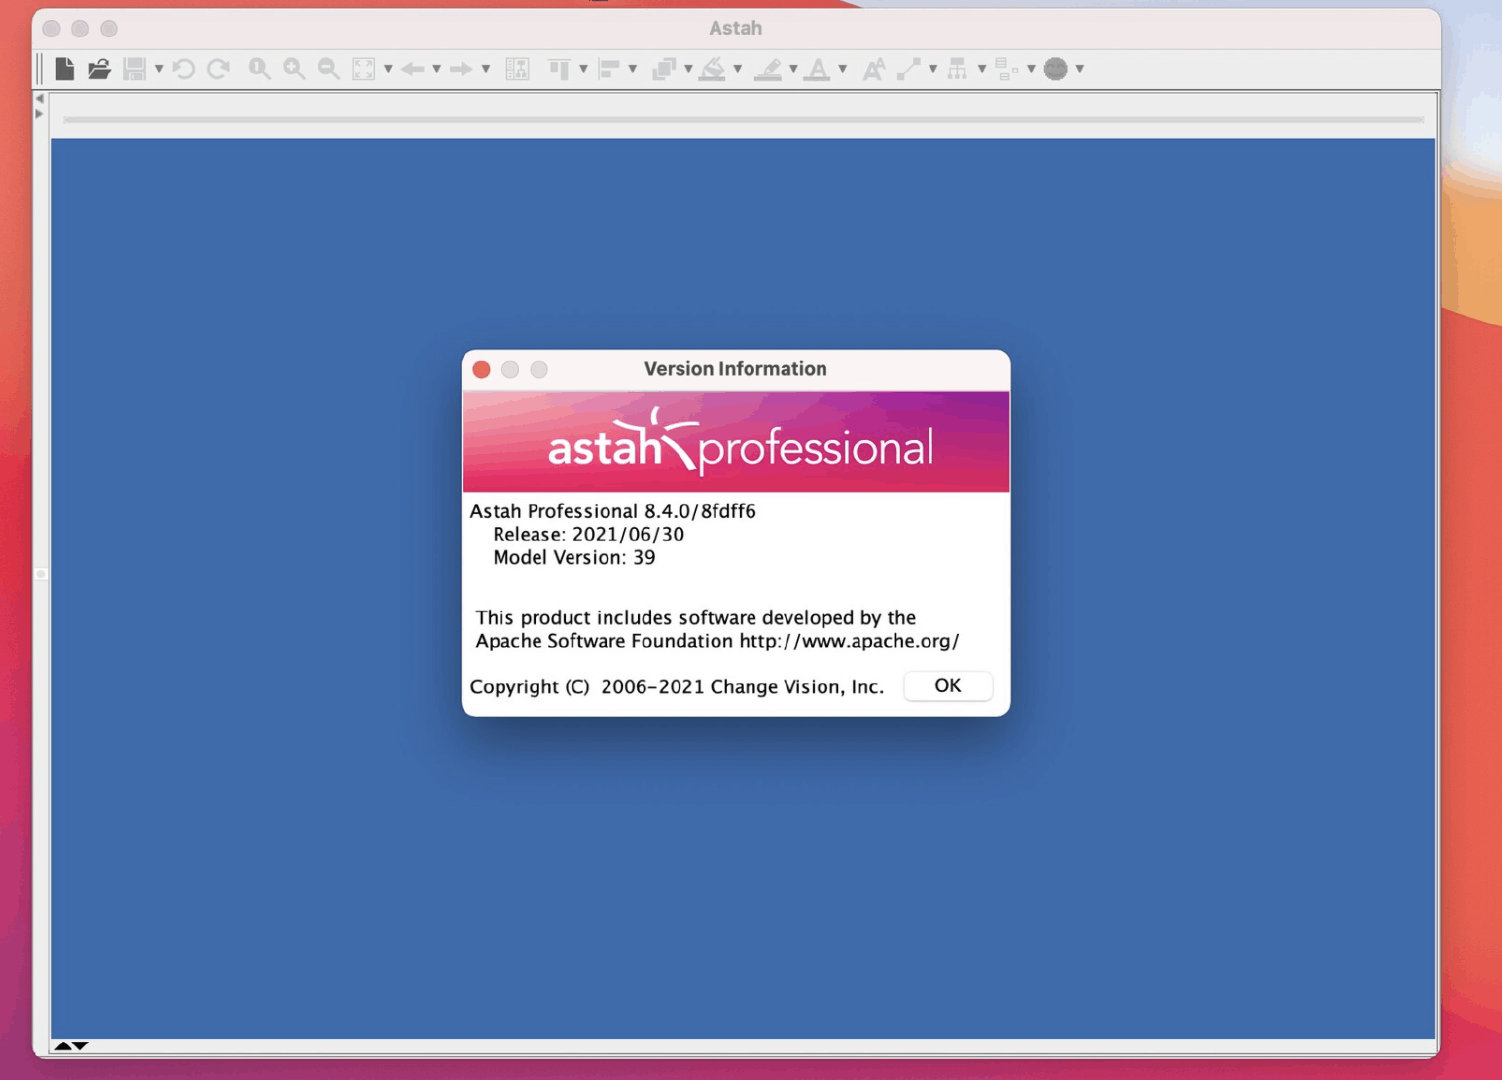 Astah
Version Information
astah professional
Astah Professional 8.4.0/8fdff6
Release: 2021/06/30
Model Version: 39
This product includes software developed by the
Apache Software Foundation http://www.apache.org/
Copyright (C) 2006-2021 Change Vision, Inc.
OK